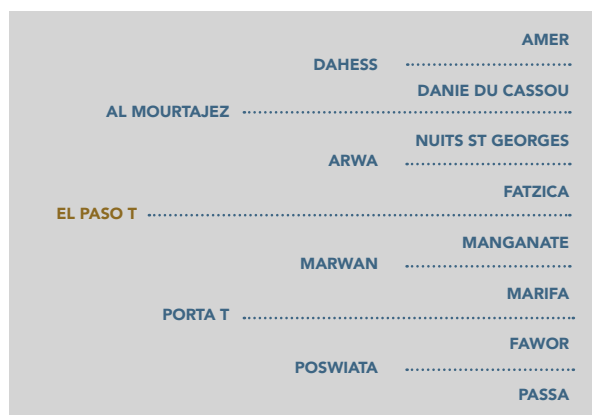 AMER
DAHESS
DANIE DU CASSOU
AL MOURTAJEZ
NUITS ST GEORGES
ARWA
FATZICA
EL PASO T
MANGANATE
MARWAN
MARIFA
PORTA T
FAWOR
POSWIATA
PASSA